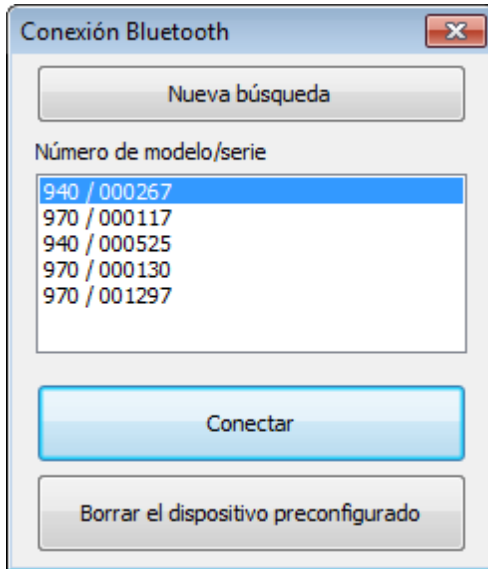 Conexión Bluetooth
Nueva búsqueda
Número de modelo/serie
940 / 000267
970 / 000117
940 / 000525
970 / 000130
970 / 001297
Conectar
Borrar el dispositivo preconfigurado